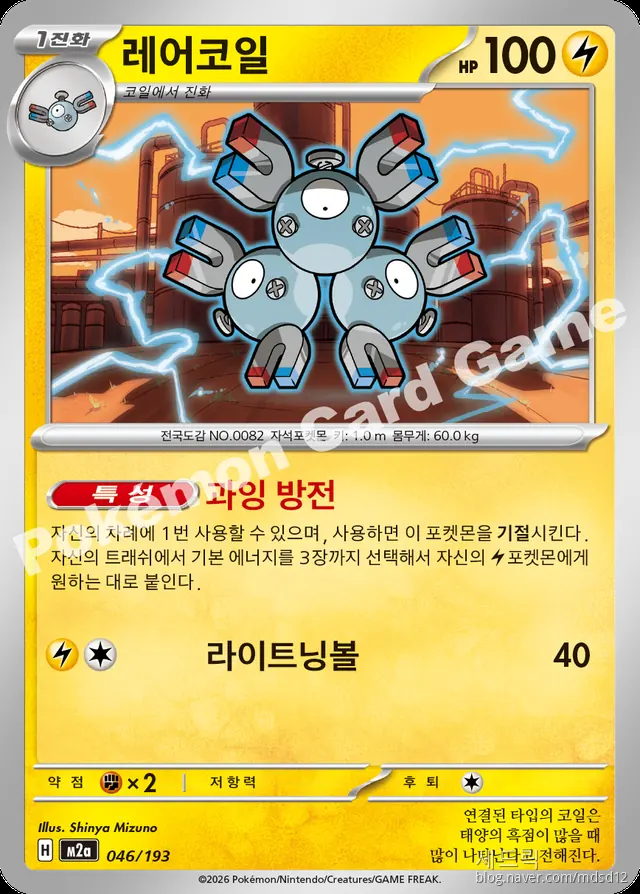 1진화
레어코일
HP 100
코일에서 진화
전국도감 NO.0082 자석포켓몬 키: 1.0 m 몸무게: 60.0 kg
특성 과잉 방전
자신의 차례에 1번 사용할 수 있으며, 사용하면 이 포켓몬을 기절시킨다.
자신의 트래쉬에서 기본 에너지를 3장까지 선택해서 자신의 포켓몬에게
원하는 대로 붙인다.
Pokémon Card Game
라이트닝볼 40
약점 ×2 저항력 후퇴
Illus. Shinya Mizuno
H m2a 046/193
연결된 타입의 코일은
태양의 흑점이 많을 때
많이 나타난다고 전해진다.
blog.naver.com/mdsd12
©2026 Pokémon/Nintendo/Creatures/GAME FREAK.